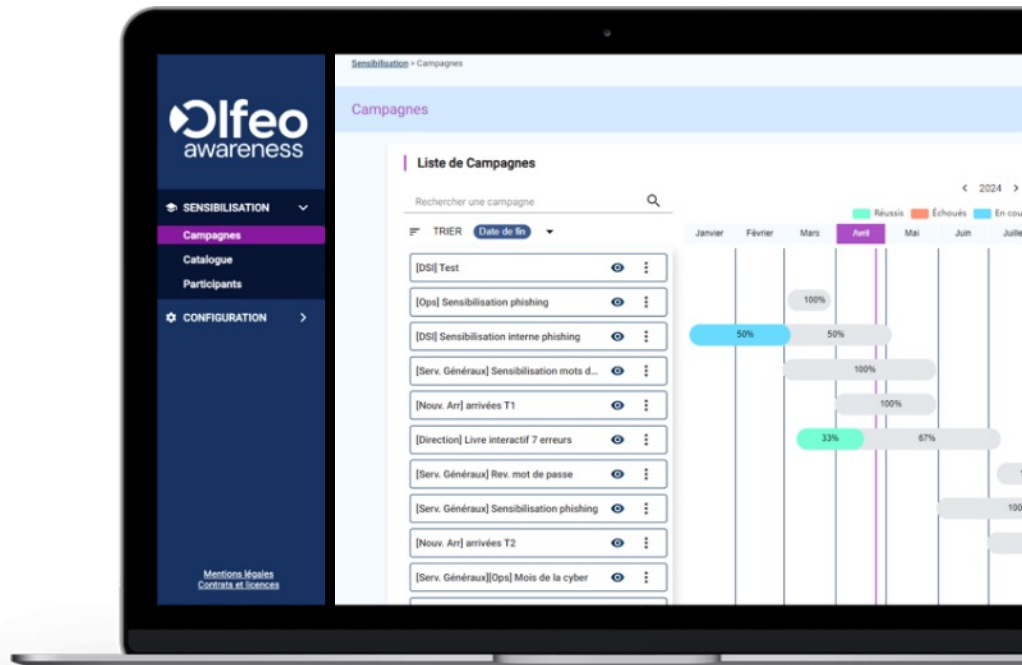 Olfeo
awareness
SENSIBILISATION
Campagnes
Catalogue
Participants
CONFIGURATION
Mentions légales
Contrats et licences
Sensibilisation > Campagnes
Campagnes
Liste de Campagnes
Rechercher une campagne
TRIER Date de fin
< 2024 >
Réussis Échoués En cou
Janvier Février Mars Avril Mai Juin Juille
[DSI] Test
[Ops] Sensibilisation phishing
100%
[DSI] Sensibilisation interne phishing
50% 50%
[Serv. Généraux] Sensibilisation mots d...
100%
[Nouv. Arr] arrivées T1
100%
[Direction] Livre interactif 7 erreurs
33% 67%
[Serv. Généraux] Rev. mot de passe
[Serv. Généraux] Sensibilisation phishing
100
[Nouv. Arr] arrivées T2
[Serv. Généraux][Ops] Mois de la cyber